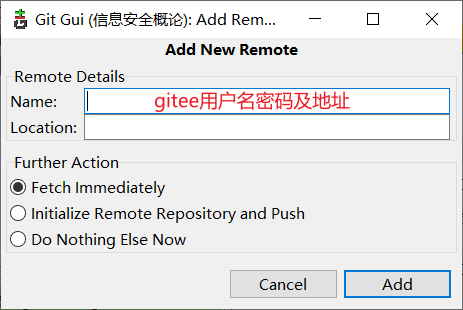 Git Gui (信息安全概论): Add Rem...
Add New Remote
Remote Details
Name: gitee用户名密码及地址
Location:
Further Action
Fetch Immediately
Initialize Remote Repository and Push
Do Nothing Else Now
Cancel Add